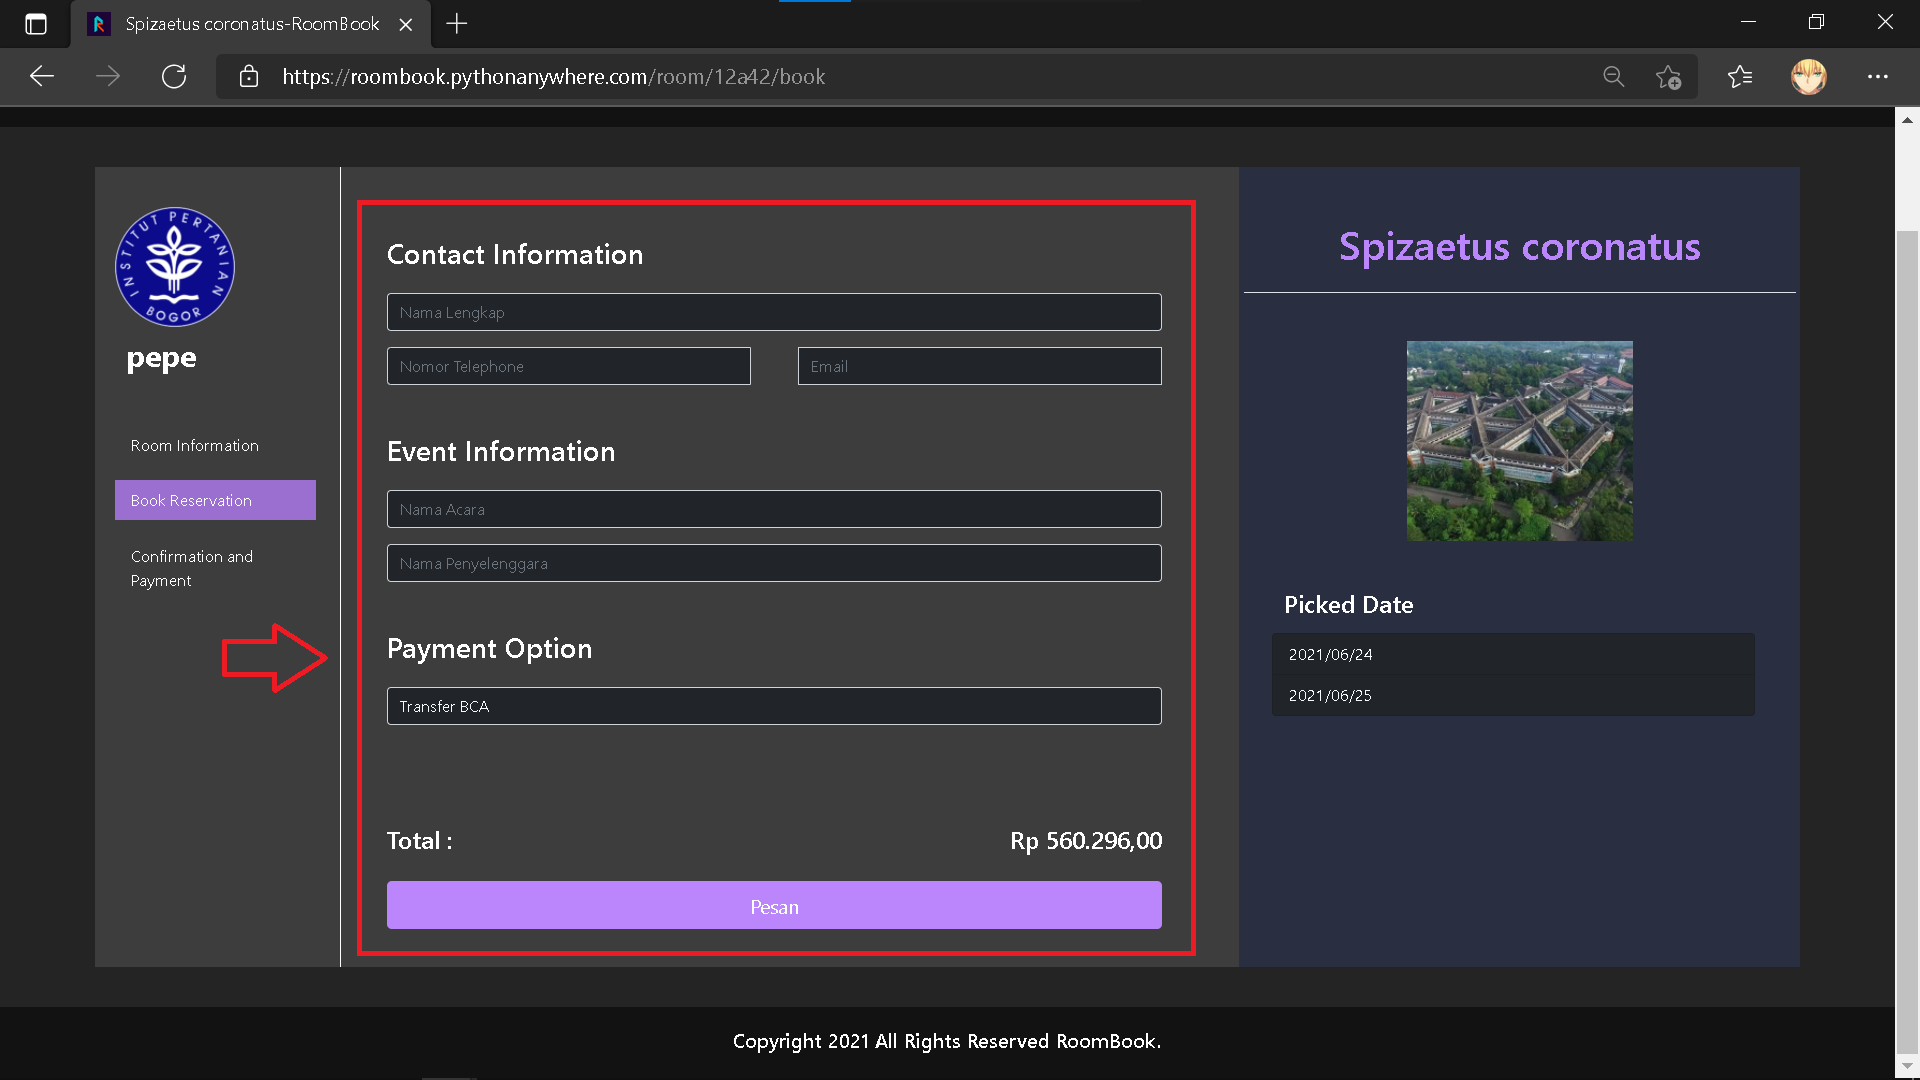 Spizaetus coronatus-RoomBook
https://roombook.pythonanywhere.com/room/12a42/book
INSTITUT PERTANIAN
BOGOR
pepe
Room Information
Book Reservation
Confirmation and
Payment
Contact Information
Nama Lengkap
Nomor Telephone
Email
Event Information
Nama Acara
Nama Penyelenggara
Payment Option
Transfer BCA
Total :
Rp 560.296,00
Pesan
Spizaetus coronatus
Picked Date
2021/06/24
2021/06/25
Copyright 2021 All Rights Reserved RoomBook.